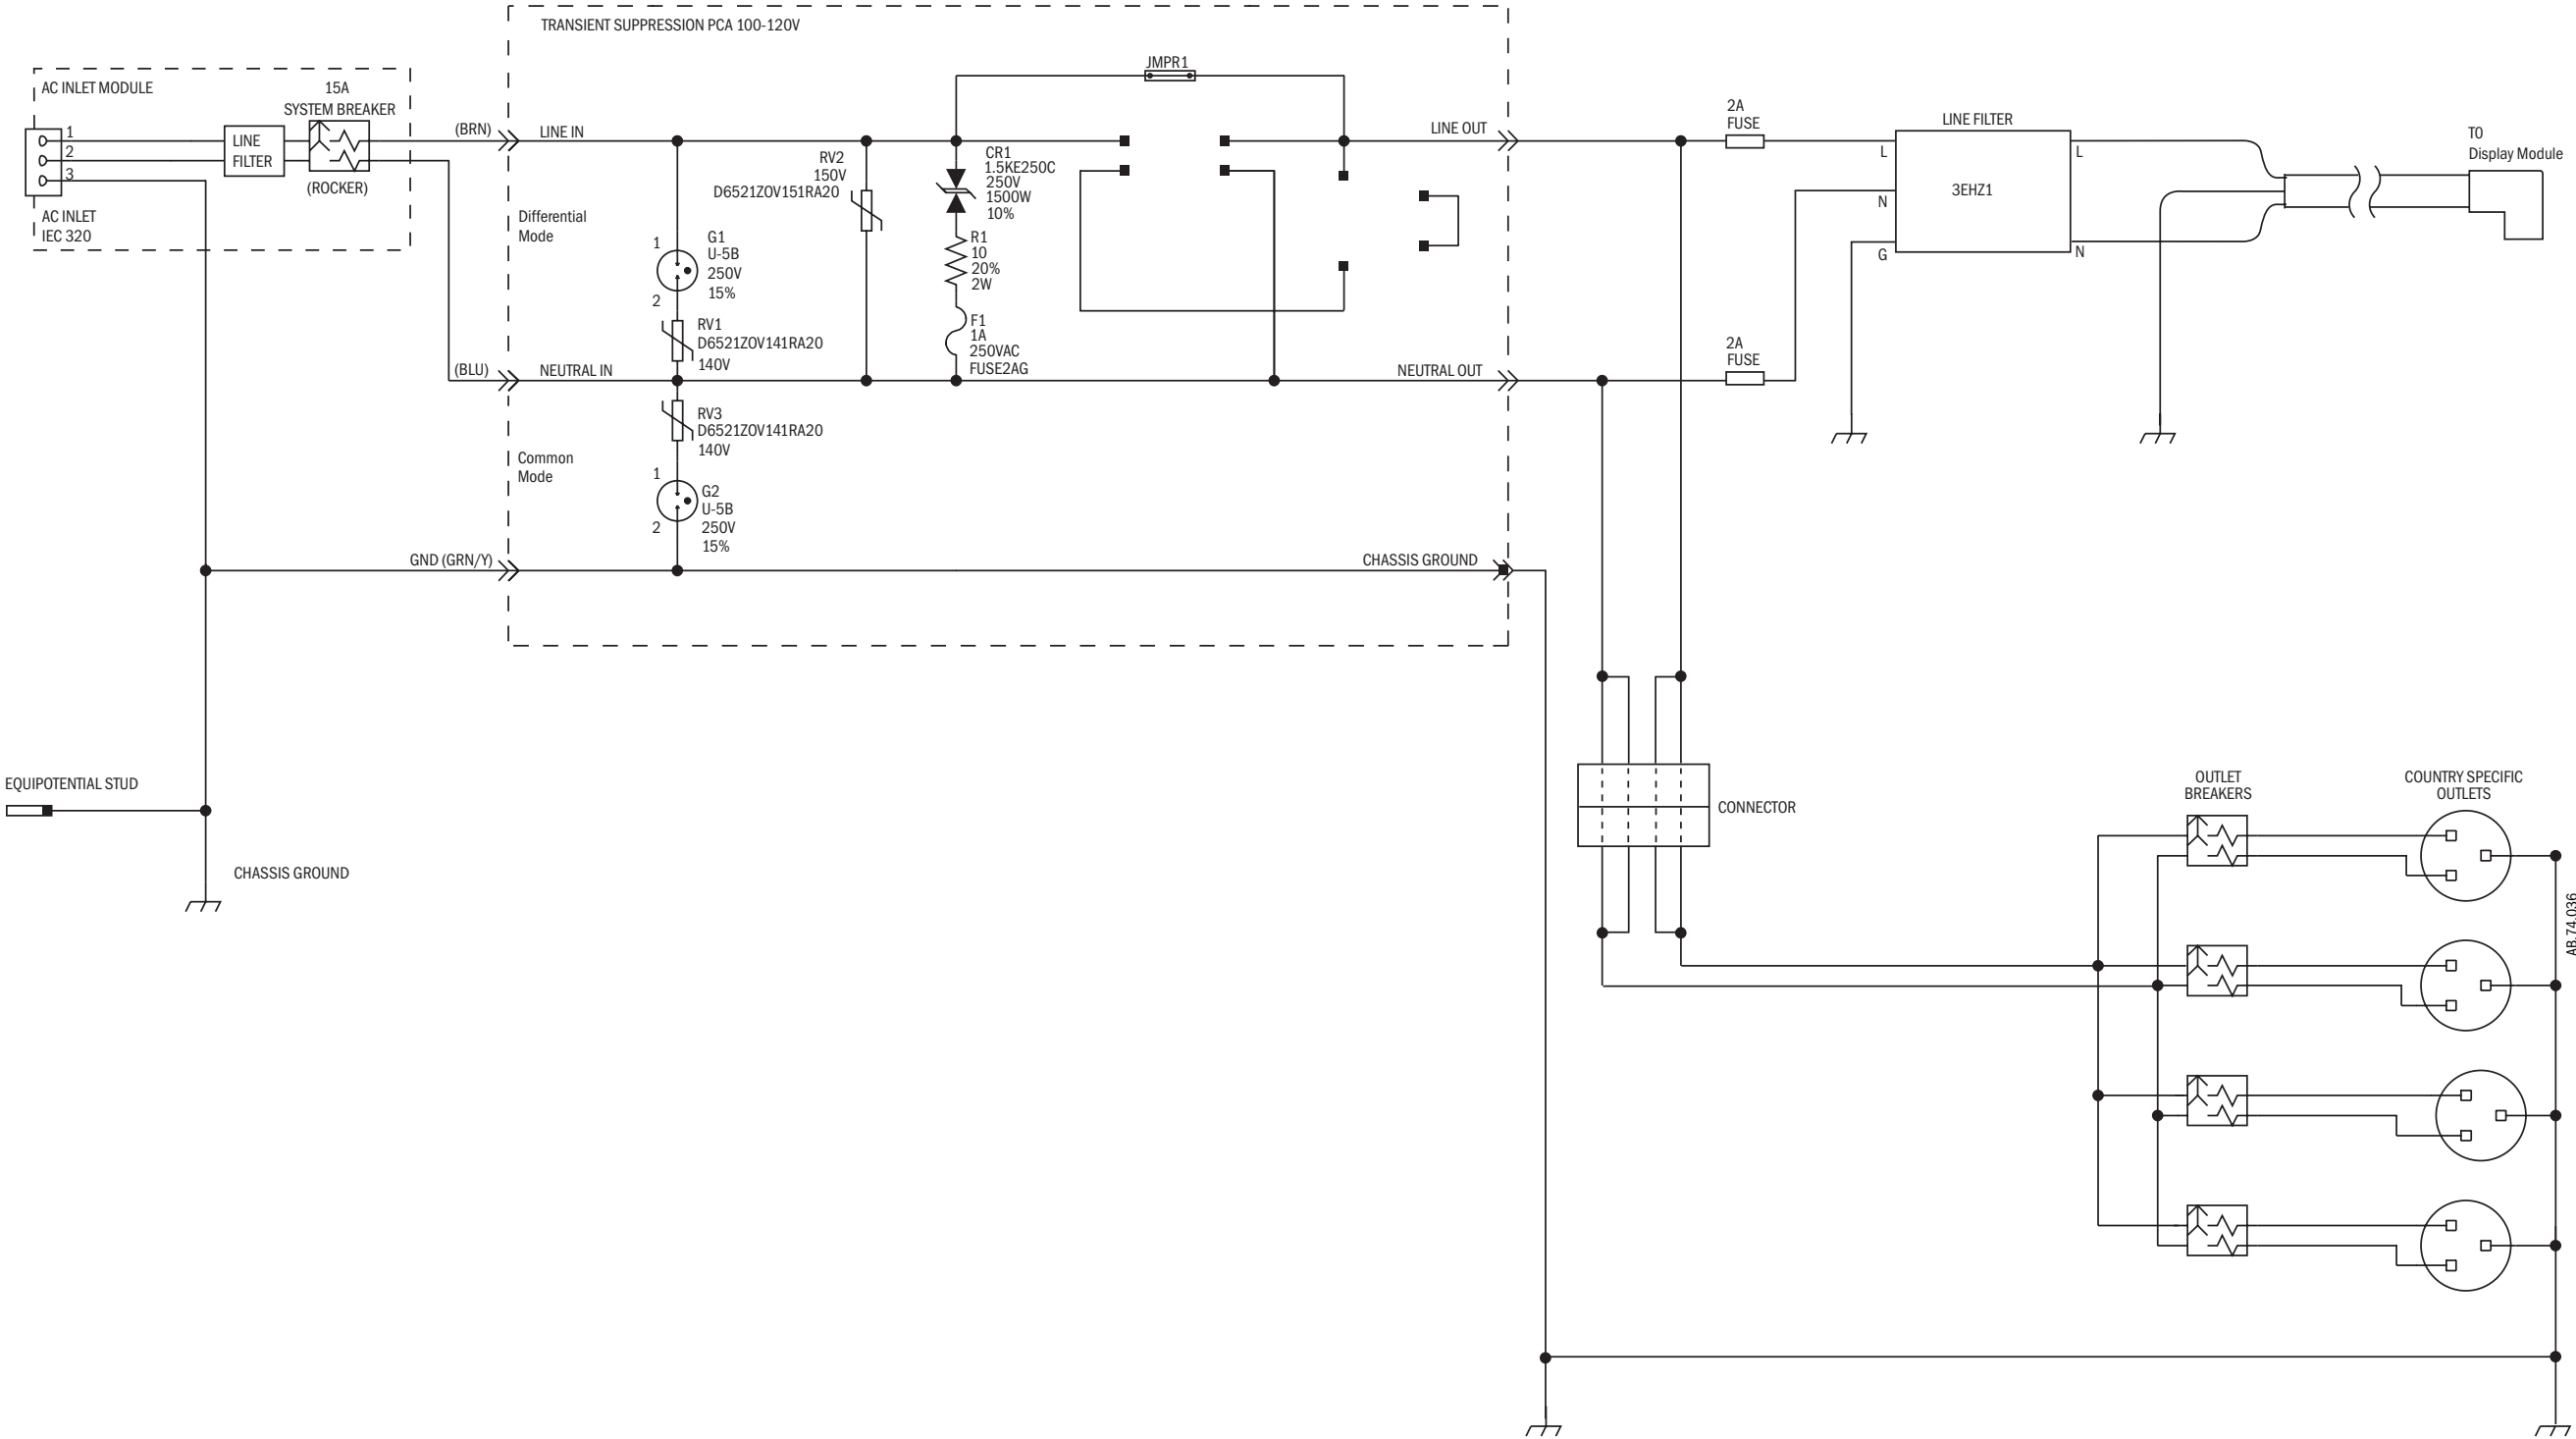 TRANSIENT SUPPRESSION PCA 100-120V
AC INLET MODULE
15A
SYSTEM BREAKER
1
2
3
LINE
FILTER
(ROCKER)
AC INLET
IEC 320
(BRN)
LINE IN
(BLU)
NEUTRAL IN
GND (GRN/Y)
Differential
Mode
Common
Mode
1
2
G1
U-5B
250V
15%
RV1
D6521ZOV141RA20
140V
RV3
D6521ZOV141RA20
140V
1
2
G2
U-5B
250V
15%
RV2
150V
D6521ZOV151RA20
CR1
1.5KE250C
250V
1500W
10%
R1
10
20%
2W
F1
1A
250VAC
FUSE2AG
JMPR1
LINE OUT
NEUTRAL OUT
CHASSIS GROUND
2A
FUSE
2A
FUSE
LINE FILTER
L
N
G
3EHZ1
L
N
TO
Display Module
EQUIPOTENTIAL STUD
CHASSIS GROUND
CONNECTOR
OUTLET
BREAKERS
COUNTRY SPECIFIC
OUTLETS
AB.74.036